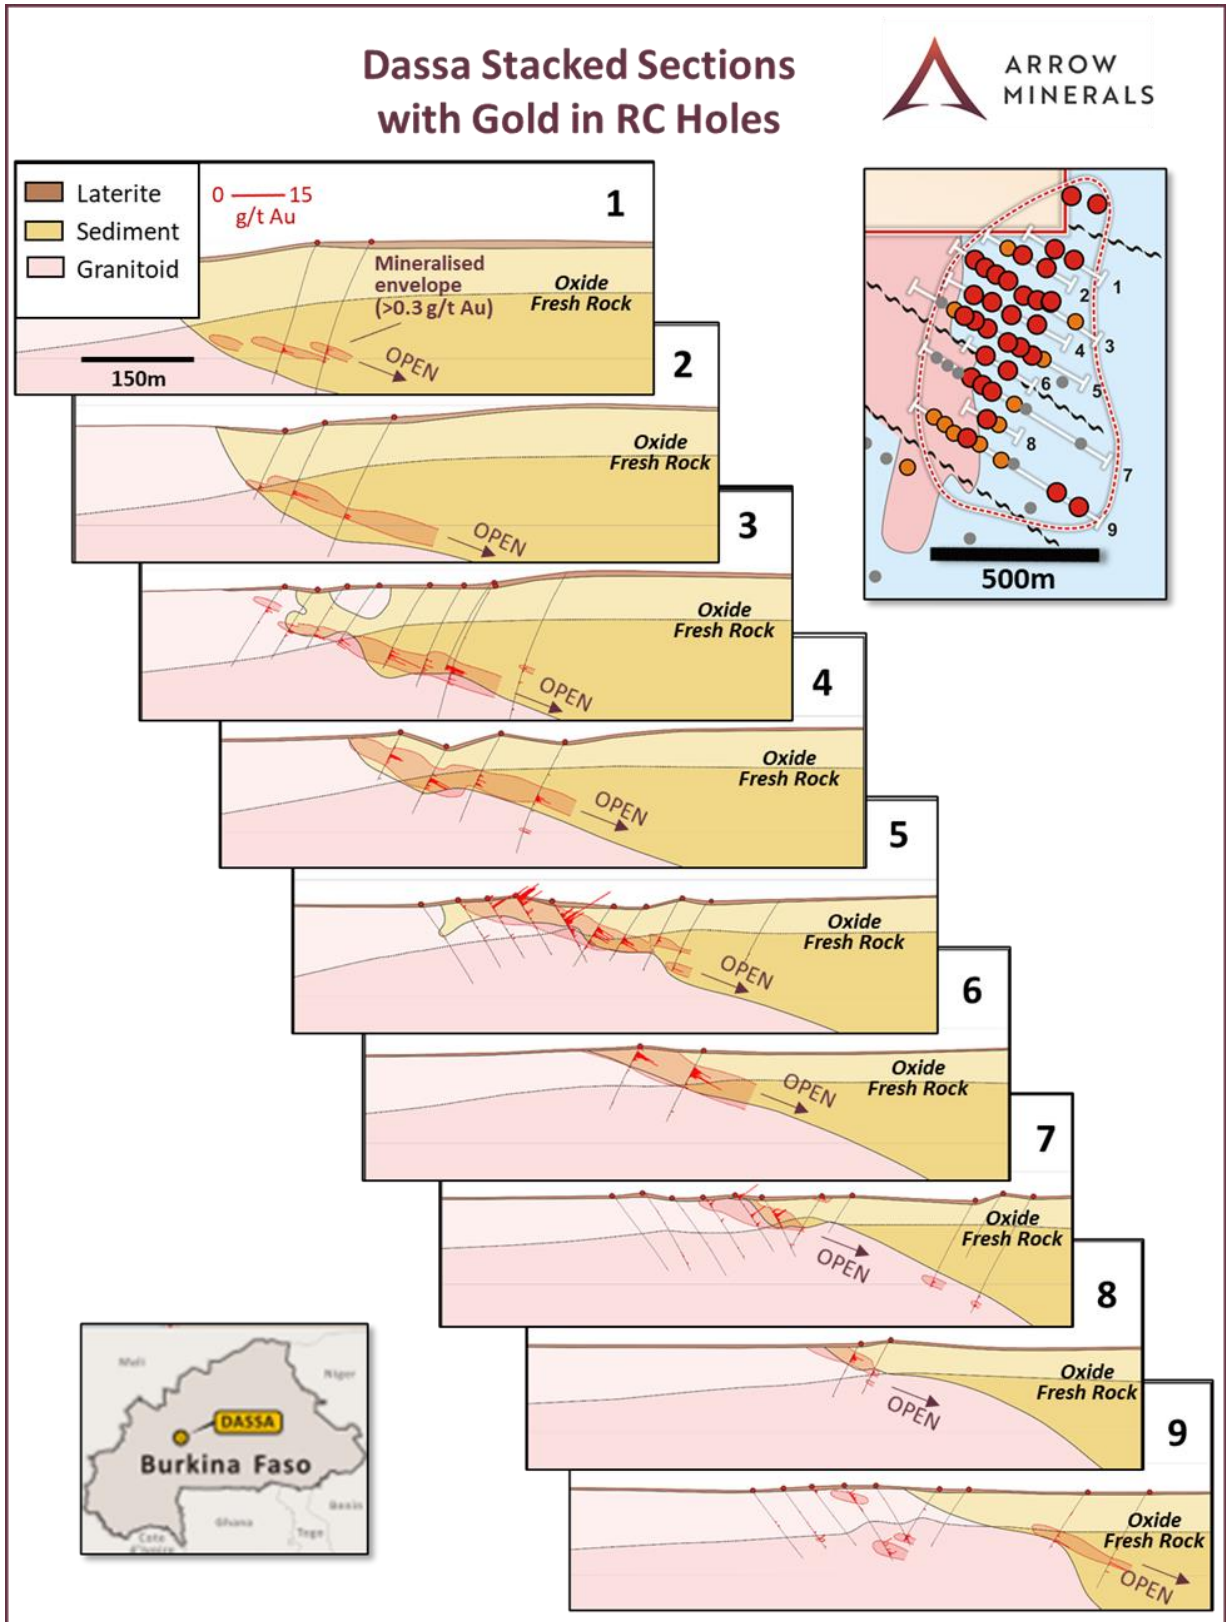 Dassa Stacked Sections
with Gold in RC Holes
ARROW
MINERALS
Laterite
Sediment
Granitoid
0 15
g/t Au
1
Mineralised
envelope
(>0.3 g/t Au)
Oxide
Fresh Rock
OPEN
150m
2
Oxide
Fresh Rock
OPEN
3
Oxide
Fresh Rock
OPEN
4
Oxide
Fresh Rock
OPEN
5
Oxide
Fresh Rock
OPEN
6
Oxide
Fresh Rock
OPEN
7
Oxide
Fresh Rock
OPEN
8
Oxide
Fresh Rock
OPEN
9
Oxide
Fresh Rock
OPEN
1
2
3
4
5
6
7
8
9
500m
Mali
Niger
DASSA
Burkina Faso
Benin
Ghana
Togo
Cote
d'Ivoire